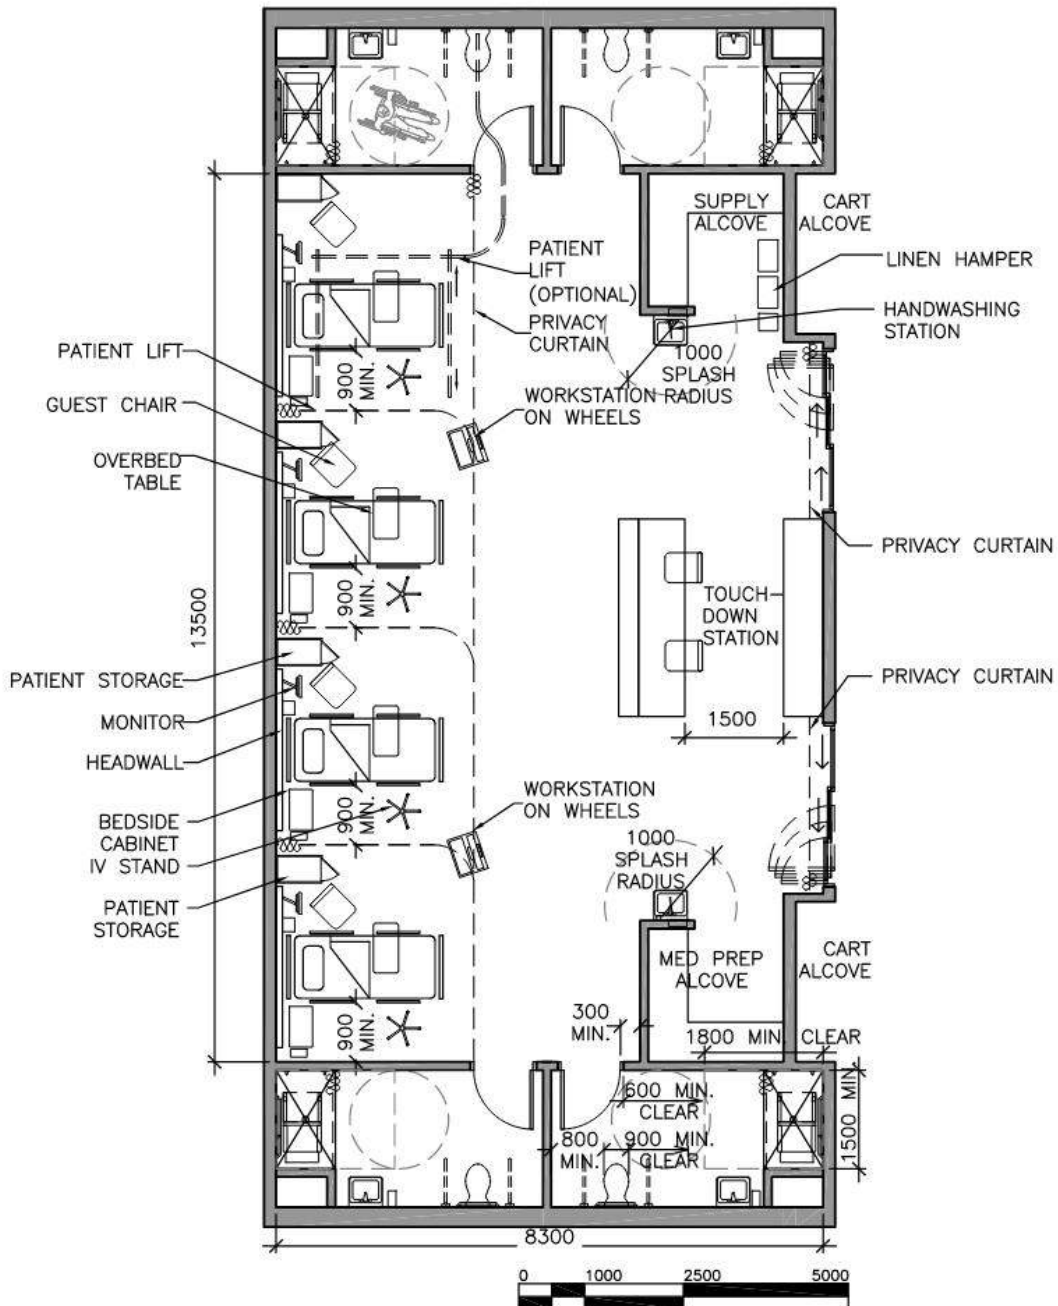 SUPPLY
ALCOVE
CART
ALCOVE
PATIENT
LIFT
(OPTIONAL)
PRIVACY
CURTAIN
LINEN HAMPER
HANDWASHING
STATION
1000
SPLASH
RADIUS
WORKSTATION
ON WHEELS
PATIENT LIFT
GUEST CHAIR
OVERBED
TABLE
900
MIN.
900
MIN.
13500
PRIVACY CURTAIN
TOUCH
DOWN
STATION
PRIVACY CURTAIN
1500
PATIENT STORAGE
MONITOR
HEADWALL
BEDSIDE
CABINET
IV STAND
PATIENT
STORAGE
900
MIN.
WORKSTATION
ON WHEELS
1000
SPLASH
RADIUS
MED PREP
ALCOVE
CART
ALCOVE
900
MIN.
300
MIN.
1800 MIN. CLEAR
600 MIN.
CLEAR
800
MIN.
900 MIN.
CLEAR
1500 MIN.
8300
0 1000 2500 5000